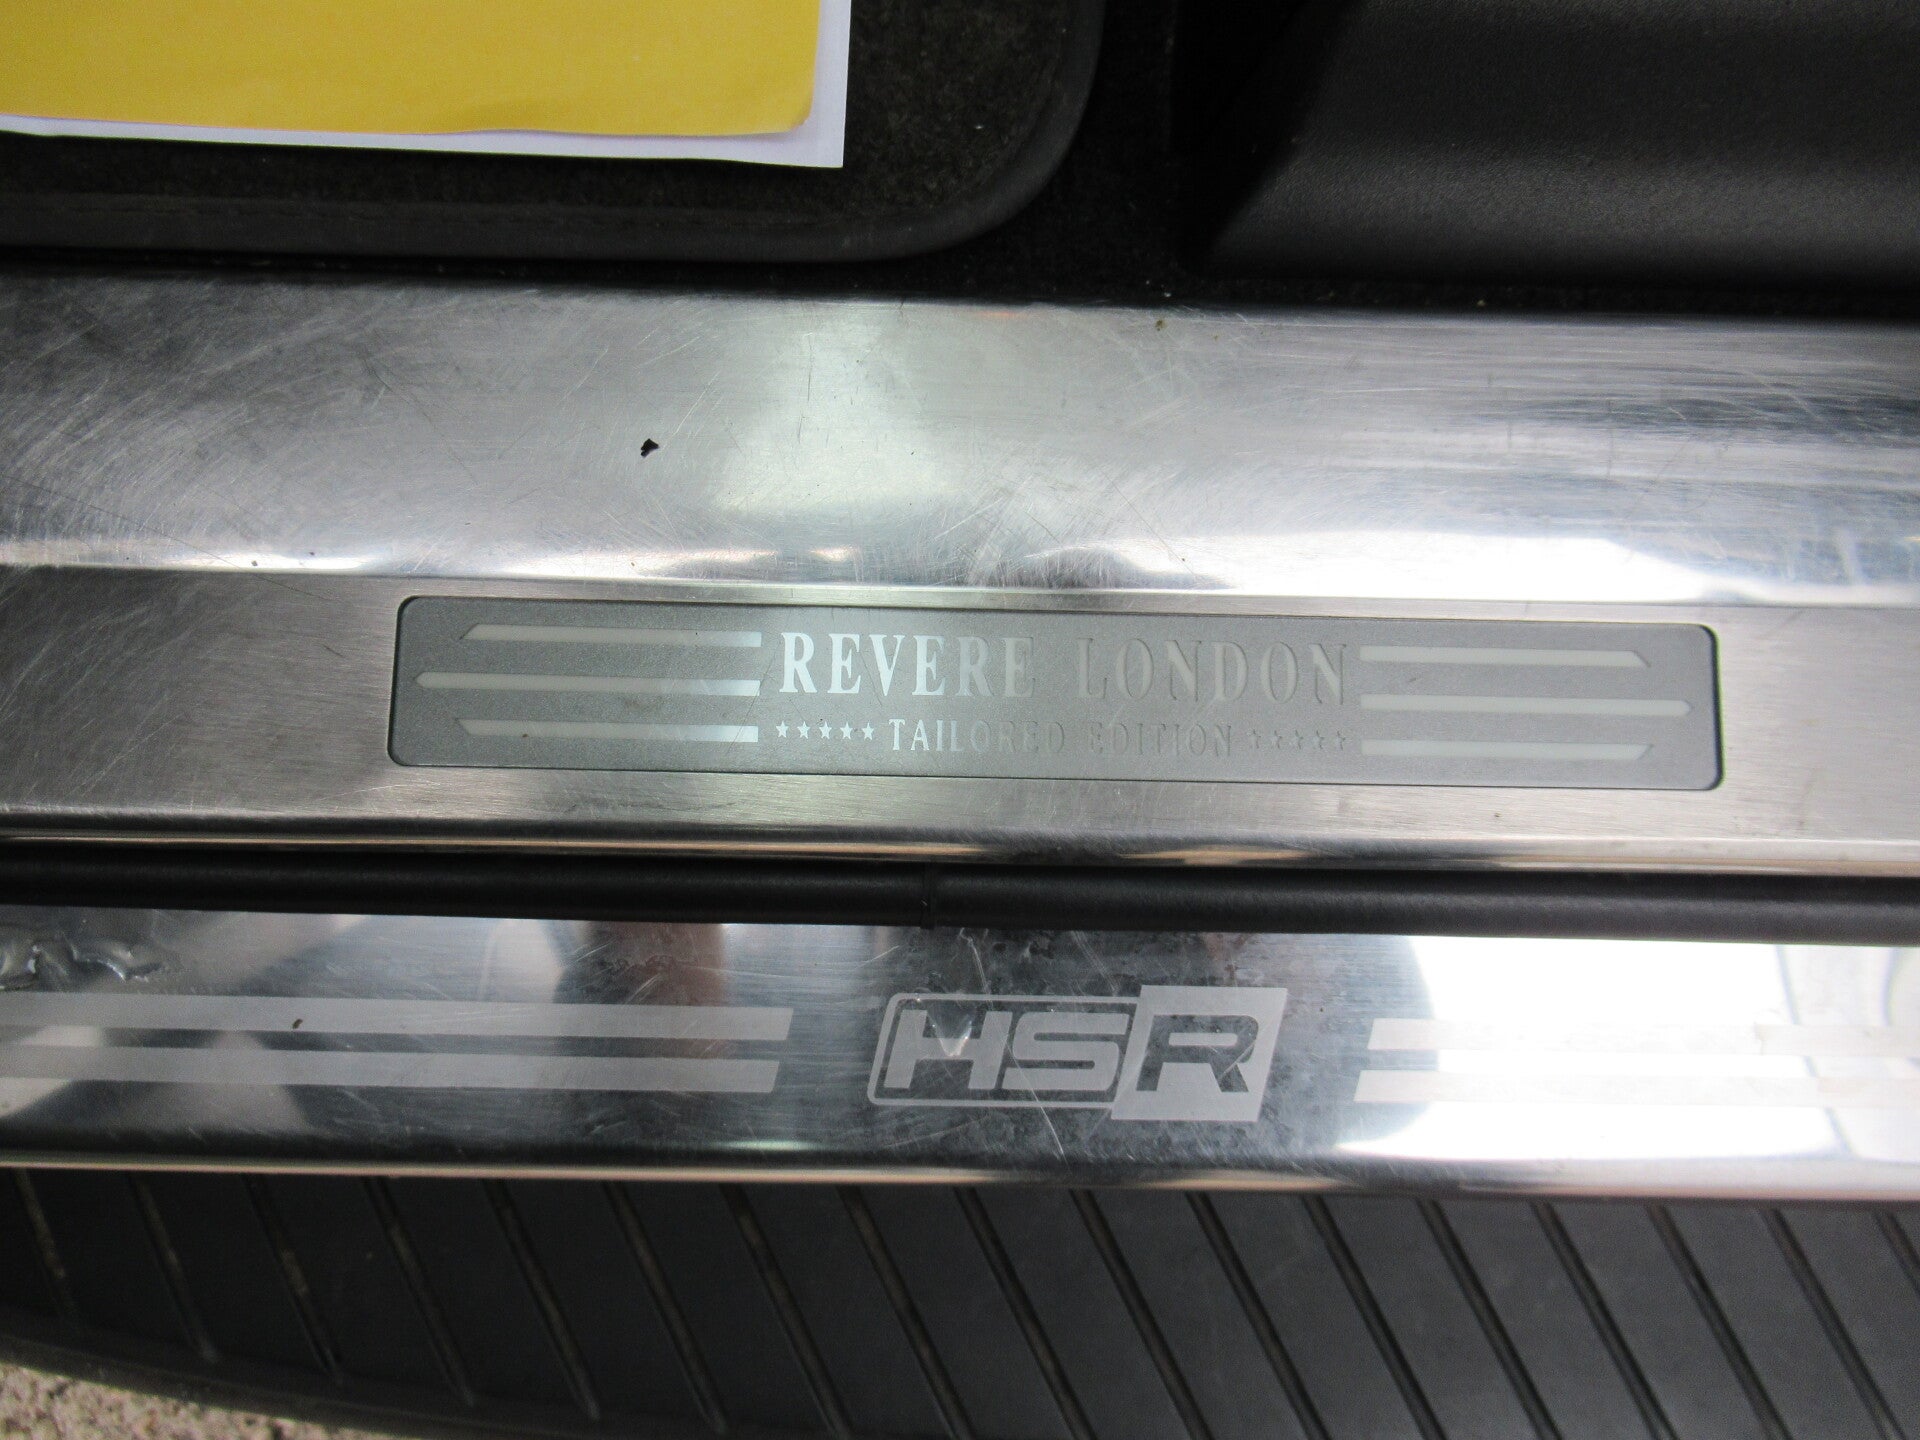 REVERE LONDON
★★★★★ TAILORED EDITION ★★★★★
HSR